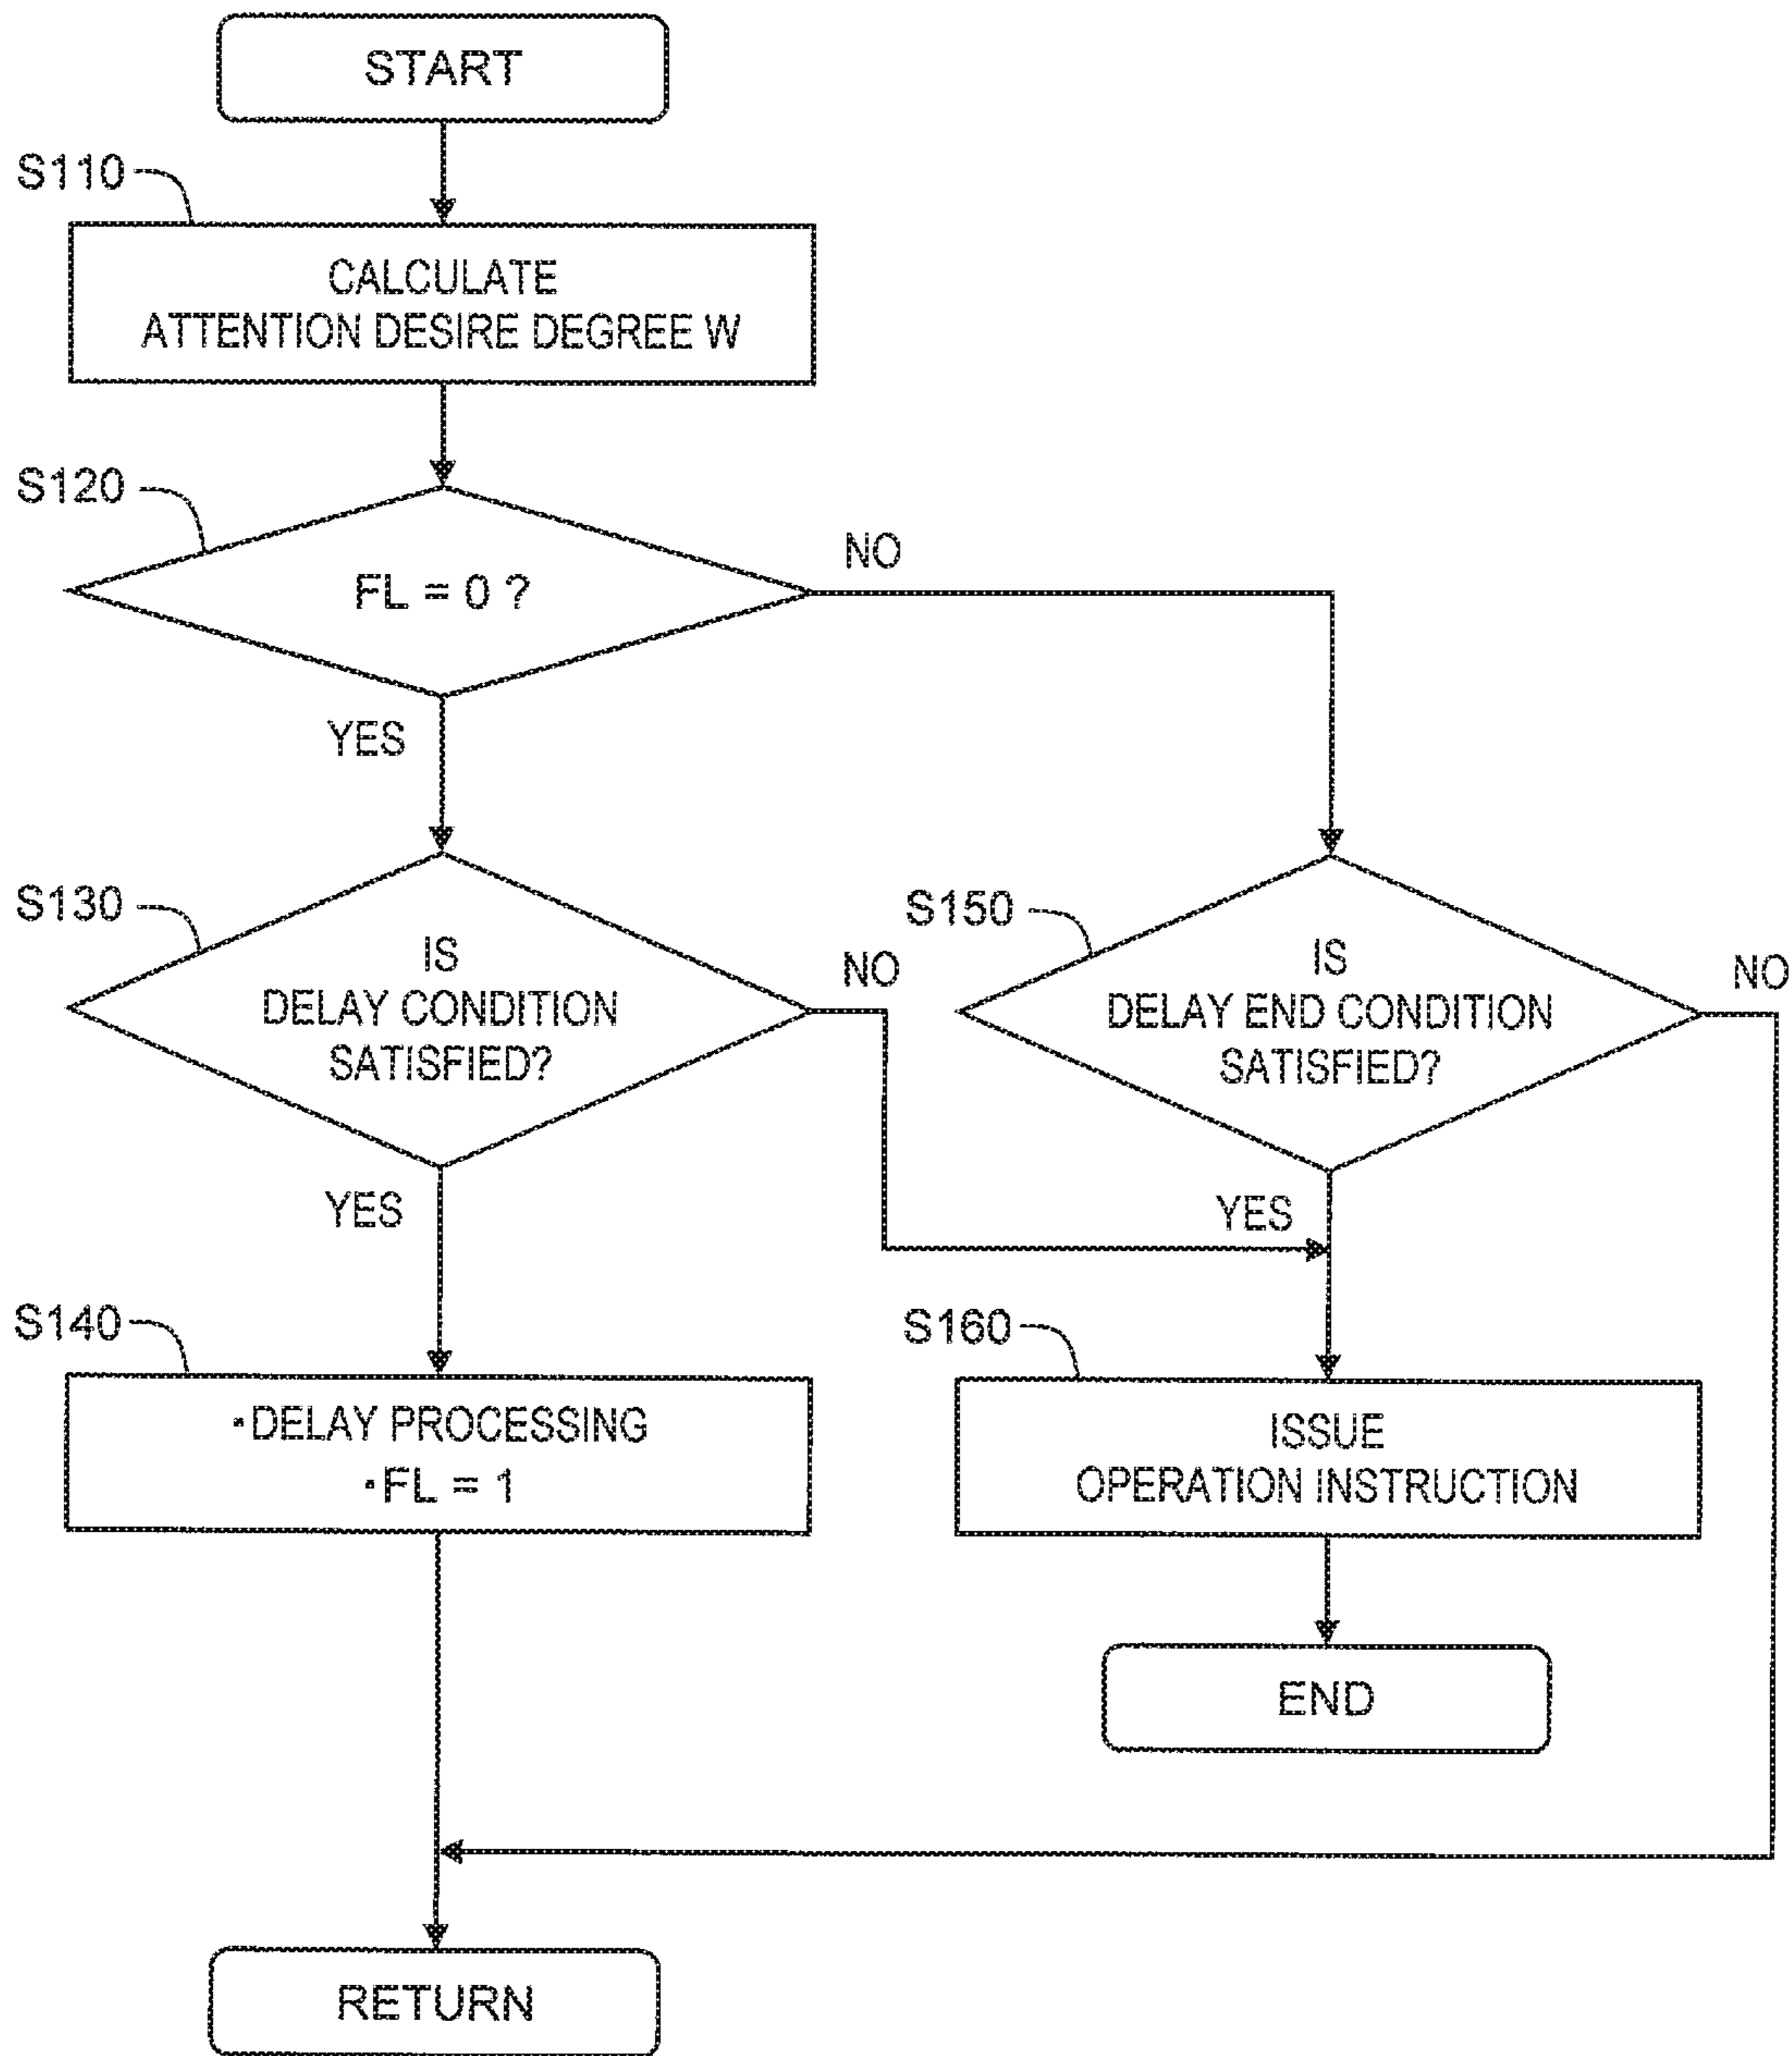 START
S110
CALCULATE
ATTENTION DESIRE DEGREE W
S120
FL = 0 ?
NO
YES
S130
IS
DELAY CONDITION
SATISFIED?
NO
YES
S150
IS
DELAY END CONDITION
SATISFIED?
NO
YES
S140
・DELAY PROCESSING
・FL = 1
S160
ISSUE
OPERATION INSTRUCTION
END
RETURN